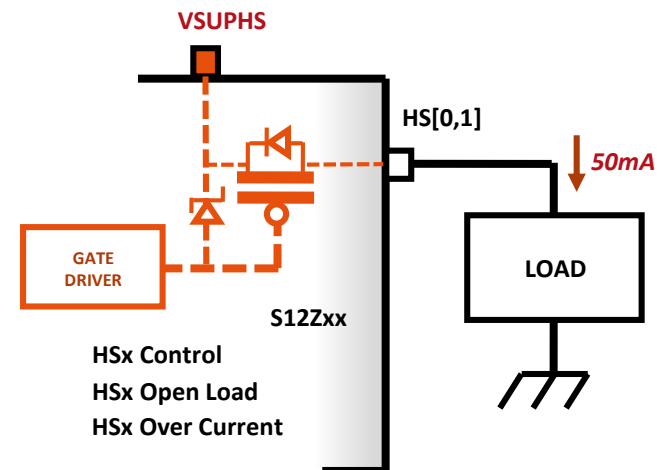 VSUPHS
HS[0,1]
50mA
GATE
DRIVER
LOAD
S12Zxx
HSx Control
HSx Open Load
HSx Over Current